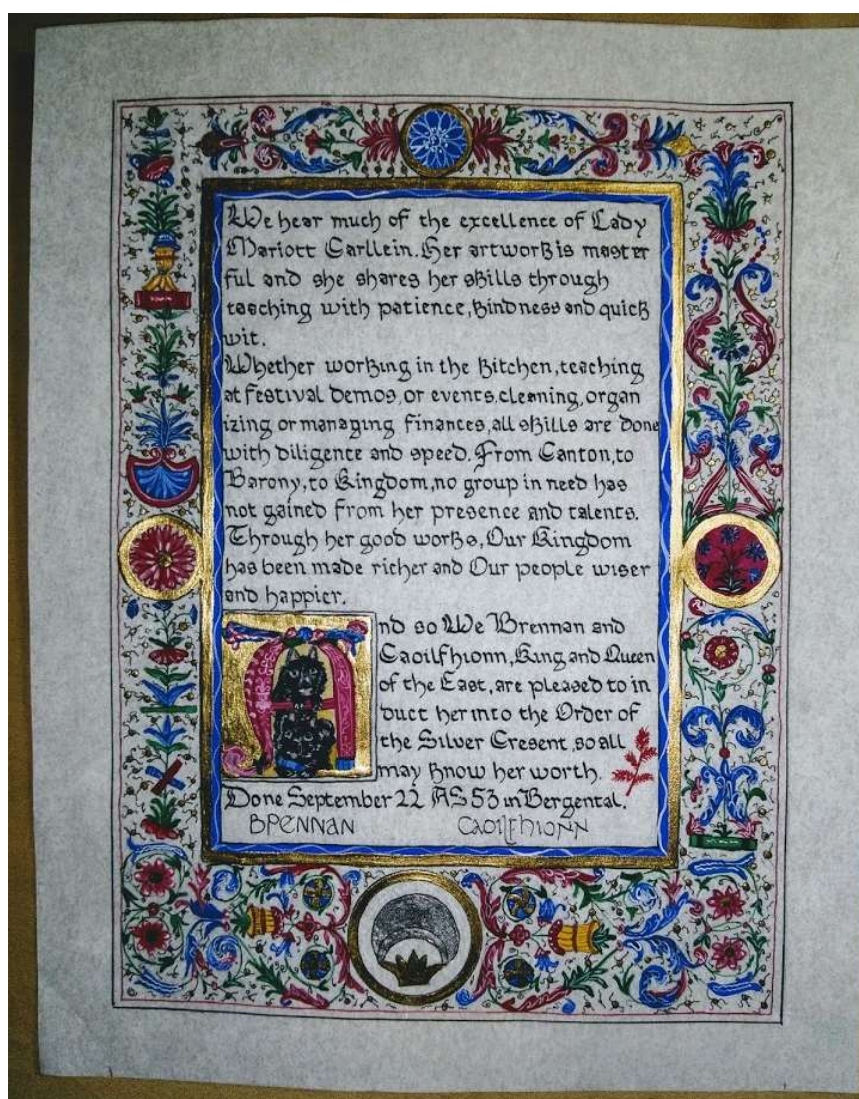 We hear much of the excellence of Lady
Mariott Carllein. Her artwork is master
ful and she shares her skills through
teaching with patience, kindness and quick
wit.
Whether working in the kitchen, teaching
at festival demos, or events, cleaning, organ
izing or managing finances, all skills are done
with diligence and speed. From Canton, to
Barony, to Kingdom, no group in need has
not gained from her presence and talents.
Through her good works, Our Kingdom
has been made richer and Our people wiser
and happier.
And so We Brennan and
Caoilfhionn, King and Queen
of the East, are pleased to in
duct her into the Order of
the Silver Cresent, so all
may know her worth.
Done September 22 AS 53 in Bergental.
BRENNAN CAOILFHIONN